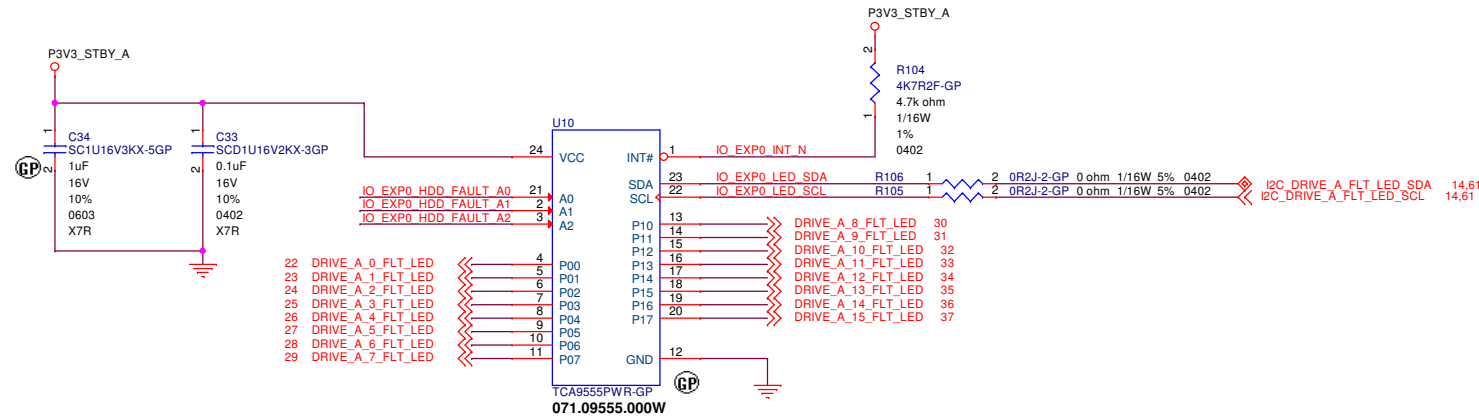 P3V3_STBY_A
P3V3_STBY_A
2
R104
4K7R2F-GP
4.7k ohm
1/16W
1%
0402
1
1
C34
SC1U16V3KX-5GP
1uF
16V
10%
0603
X7R
2
GP
1
C33
SCD1U16V2KX-3GP
0.1uF
16V
10%
0402
X7R
2
U10
24 VCC INT# 1 IO_EXP0_INT_N
SDA 23 IO_EXP0_LED_SDA R106 1 2 0R2J-2-GP 0 ohm 1/16W 5% 0402 I2C_DRIVE_A_FLT_LED_SDA 14,61
IO_EXP0_HDD_FAULT_A0 21 A0 SCL 22 IO_EXP0_LED_SCL R105 1 2 0R2J-2-GP 0 ohm 1/16W 5% 0402 I2C_DRIVE_A_FLT_LED_SCL 14,61
IO_EXP0_HDD_FAULT_A1 2 A1
IO_EXP0_HDD_FAULT_A2 3 A2 P10 13 DRIVE_A_8_FLT_LED 30
P11 14 DRIVE_A_9_FLT_LED 31
P12 15 DRIVE_A_10_FLT_LED 32
22 DRIVE_A_0_FLT_LED 4 P00 P13 16 DRIVE_A_11_FLT_LED 33
23 DRIVE_A_1_FLT_LED 5 P01 P14 17 DRIVE_A_12_FLT_LED 34
24 DRIVE_A_2_FLT_LED 6 P02 P15 18 DRIVE_A_13_FLT_LED 35
25 DRIVE_A_3_FLT_LED 7 P03 P16 19 DRIVE_A_14_FLT_LED 36
26 DRIVE_A_4_FLT_LED 8 P04 P17 20 DRIVE_A_15_FLT_LED 37
27 DRIVE_A_5_FLT_LED 9 P05
28 DRIVE_A_6_FLT_LED 10 P06
29 DRIVE_A_7_FLT_LED 11 P07 GND 12
GP
TCA9555PWR-GP
071.09555.000W